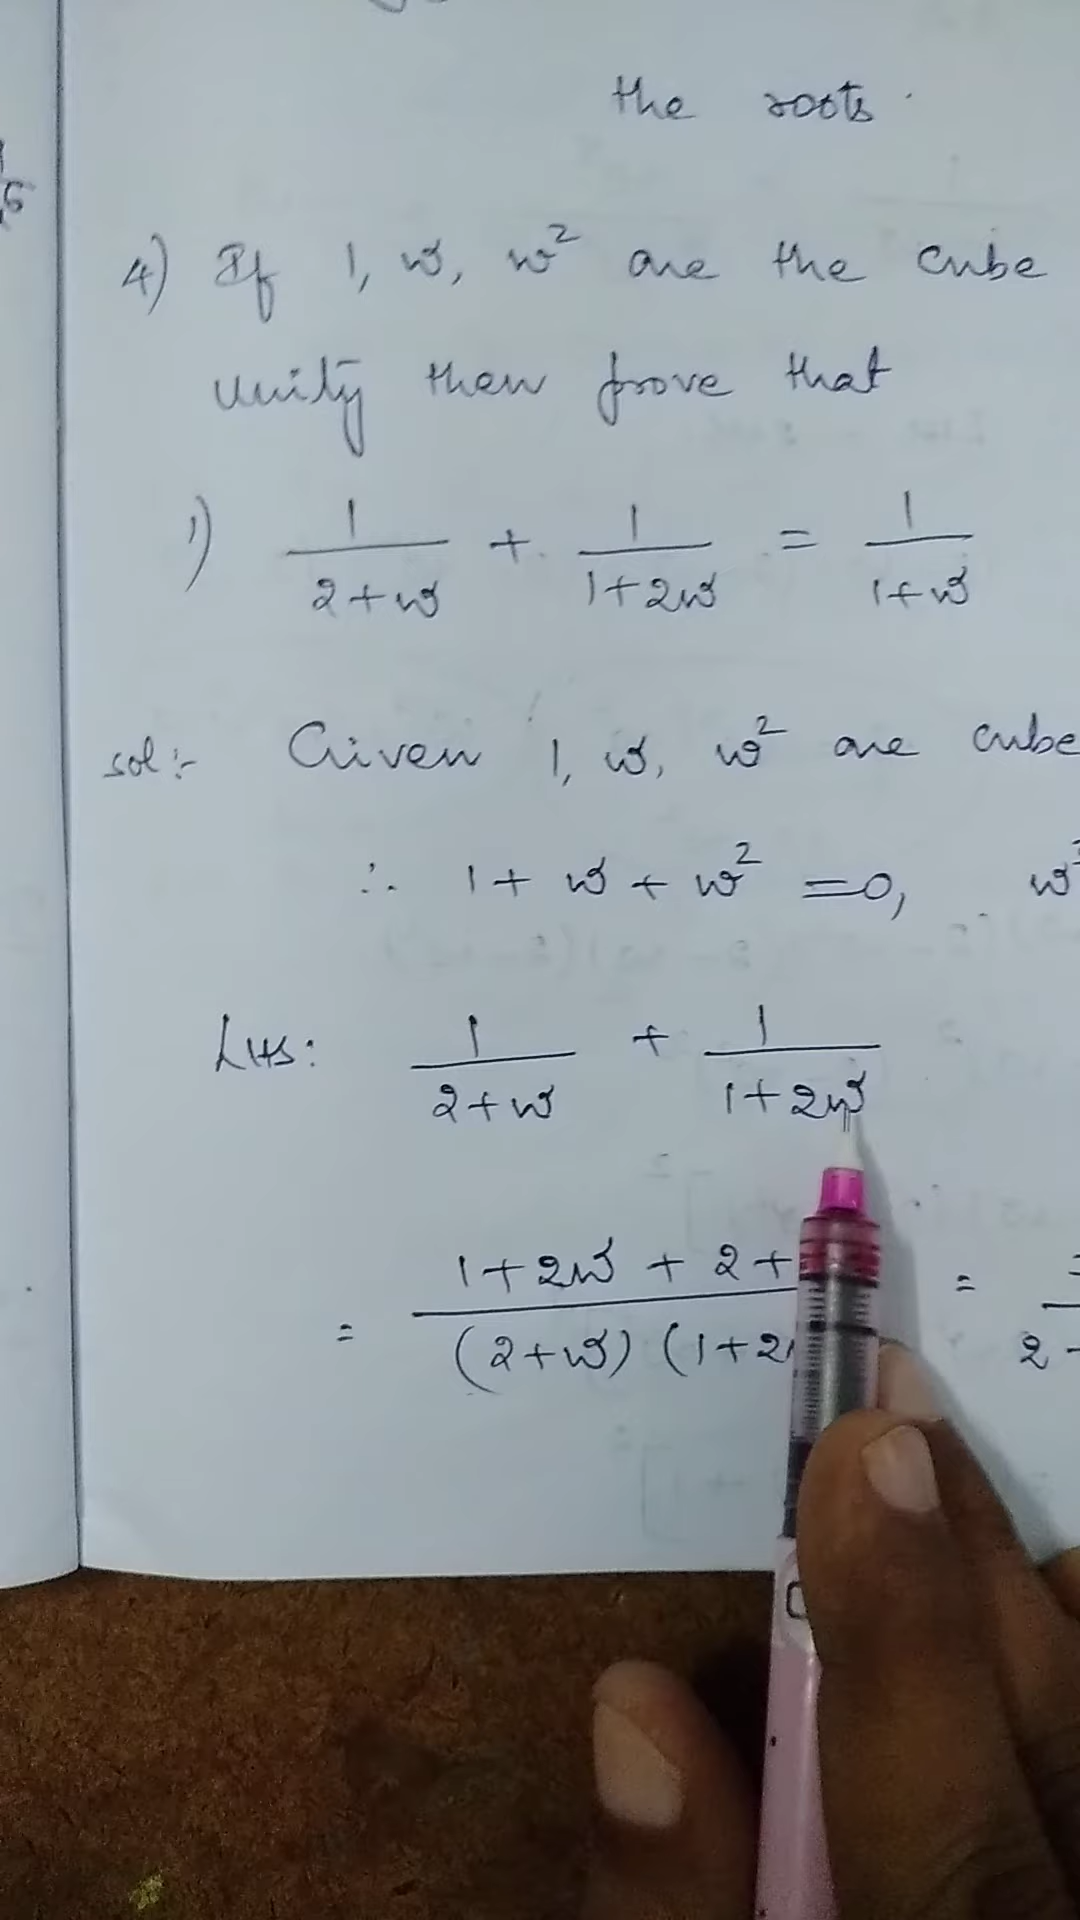 the roots.
4) If 1, ω, ω² are the cube
unity then prove that
1) 1/(2+ω) + 1/(1+2ω) = 1/(1+ω)
sol:- Given 1, ω, ω² are cube
∴ 1 + ω + ω² = 0, ω
LHS: 1/(2+ω) + 1/(1+2ω)
= (1+2ω + 2+ / (2+ω) (1+2 = 2